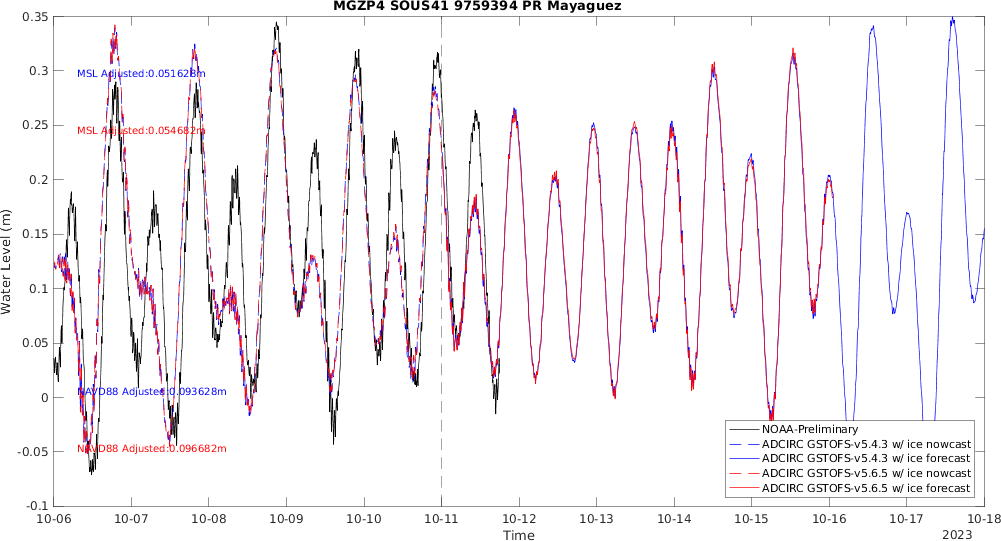 MGZP4 SOUS41 9759394 PR Mayaguez
0.35
0.3
0.25
0.2
0.15
0.1
0.05
0
-0.05
-0.1
Water Level (m)
MSL Adjusted:0.051628m
MSL Adjusted:0.054682m
NAVD88 Adjusted:0.093628m
NAVD88 Adjusted:0.096682m
NOAA-Preliminary
ADCIRC GSTOFS-v5.4.3 w/ ice nowcast
ADCIRC GSTOFS-v5.4.3 w/ ice forecast
ADCIRC GSTOFS-v5.6.5 w/ ice nowcast
ADCIRC GSTOFS-v5.6.5 w/ ice forecast
10-06 10-07 10-08 10-09 10-10 10-11 10-12 10-13 10-14 10-15 10-16 10-17 10-18
Time
2023